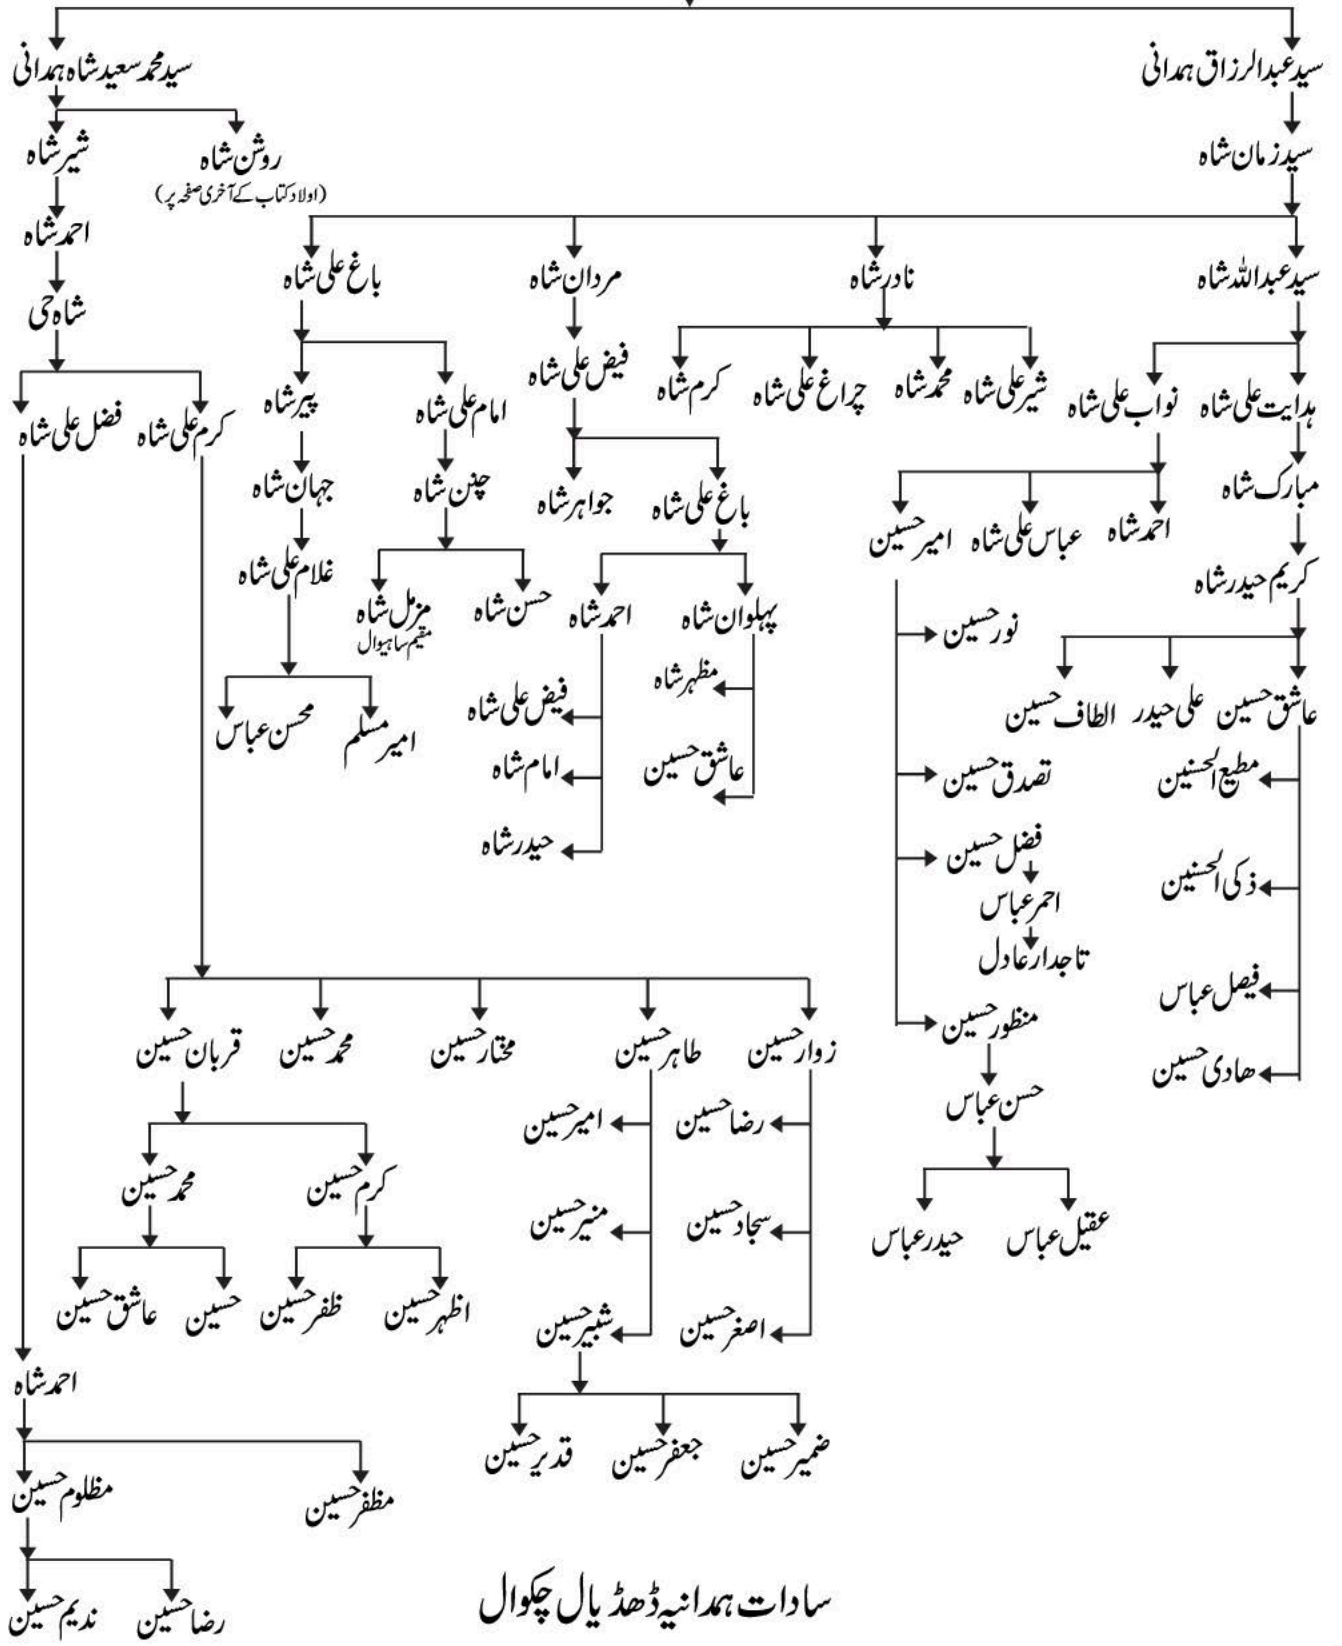 سید عبدالرزاق ہمدانی
سید محمد سعید شاہ ہمدانی
سید زمان شاہ
روشن شاہ
شیر شاہ
(اولاد کتاب کے آخری صفحہ پر)
احمد شاہ
سید عبداللہ شاہ
نادر شاہ
مردان شاہ
باغ علی شاہ
شاہ جی
ہدایت علی شاہ
نواب علی شاہ
شیر علی شاہ
محمد شاہ
چراغ علی شاہ
کرم شاہ
فیض علی شاہ
امام علی شاہ
پیر شاہ
کرم علی شاہ
فضل علی شاہ
مبارک شاہ
احمد شاہ
عباس علی شاہ
امیر حسین
باغ علی شاہ
جواہر شاہ
چنن شاہ
جہان شاہ
کریم حیدر شاہ
غلام علی شاہ
پہلوان شاہ
احمد شاہ
حسن شاہ
مزمل شاہ
مقیم ساہیوال
نور حسین
مظہر شاہ
عاشق حسین
علی حیدر
الطاف حسین
فیض علی شاہ
امیر مسلم
محسن عباس
مطیع الحسنین
تصدق حسین
عاشق حسین
امام شاہ
فضل حسین
حیدر شاہ
ذکی الحسنین
احمر عباس
تاجدار عادل
فیصل عباس
منظور حسین
زوار حسین
طاہر حسین
مختار حسین
محمد حسین
قربان حسین
ھادی حسین
حسن عباس
رضا حسین
امیر حسین
کرم حسین
محمد حسین
سجاد حسین
منیر حسین
عقیل عباس
حیدر عباس
اصغر حسین
شبیر حسین
اظہر حسین
ظفر حسین
حسین
عاشق حسین
احمد شاہ
ضمیر حسین
جعفر حسین
قدیر حسین
مظفر حسین
مظلوم حسین
رضا حسین
ندیم حسین
سادات ہمدانیہ ڈھڈیال چکوال